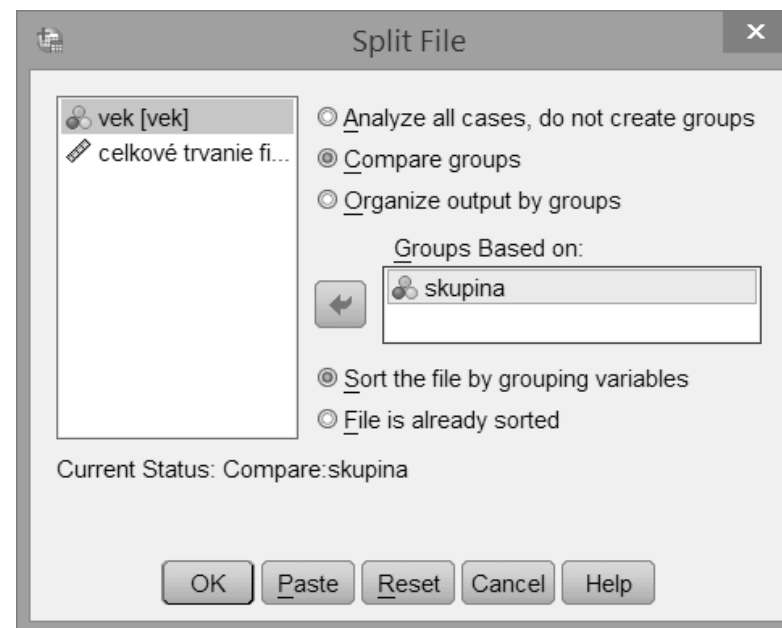 Split File
vek [vek]
celkové trvanie fi...
Analyze all cases, do not create groups
Compare groups
Organize output by groups
Groups Based on:
skupina
Sort the file by grouping variables
File is already sorted
Current Status: Compare:skupina
OK Paste Reset Cancel Help